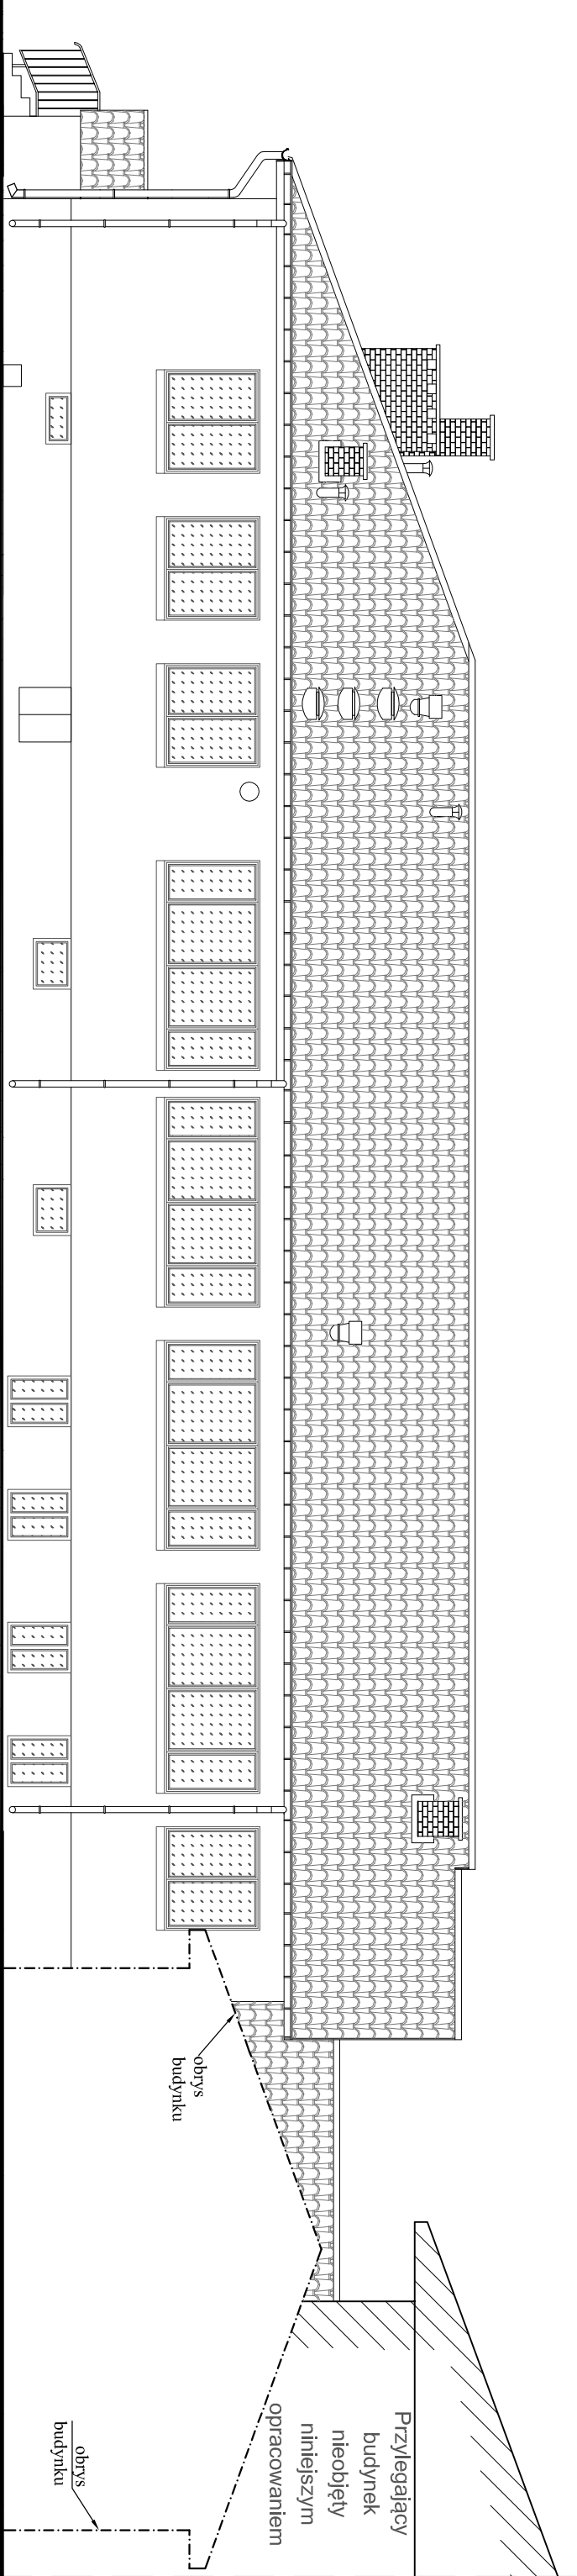 obrys
budynku
Przylegający
budynek
nieobjęty
niniejszym
opracowaniem
obrys
budynku